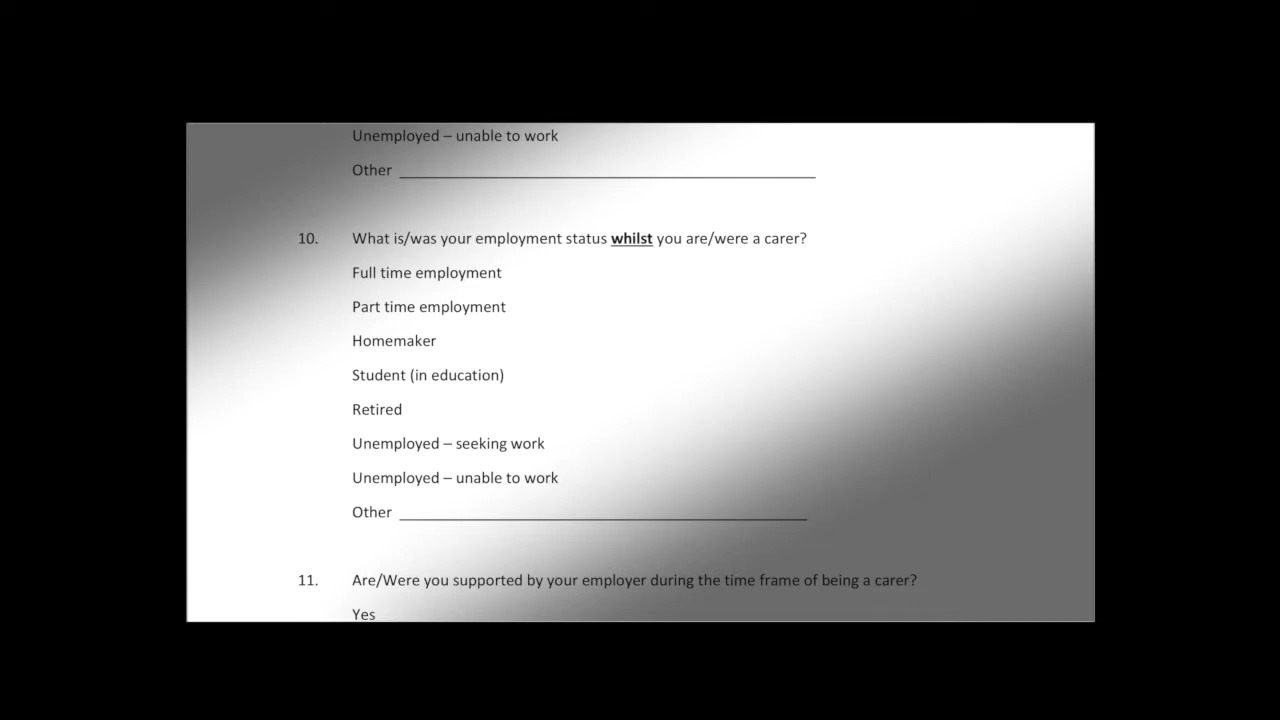 Unemployed – unable to work
Other ______________________________
10. What is/was your employment status whilst you are/were a carer?
Full time employment
Part time employment
Homemaker
Student (in education)
Retired
Unemployed – seeking work
Unemployed – unable to work
Other ______________________________
11. Are/Were you supported by your employer during the time frame of being a carer?
Yes